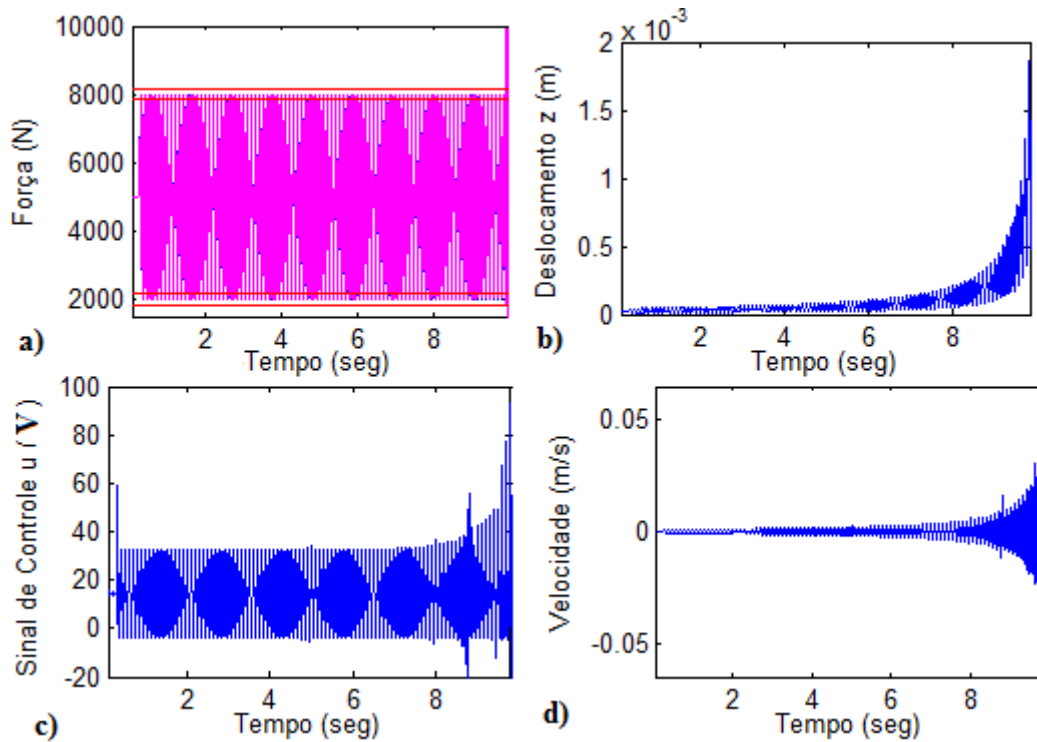 10000
8000
6000
4000
2000
Força (N)
2 4 6 8
Tempo (seg)
a)
2 × 10⁻³
1.5
1
0.5
0
Deslocamento z (m)
2 4 6 8
Tempo (seg)
b)
100
80
60
40
20
0
-20
Sinal de Controle u ( V )
2 4 6 8
Tempo (seg)
c)
0.05
0
-0.05
Velocidade (m/s)
2 4 6 8
Tempo (seg)
d)